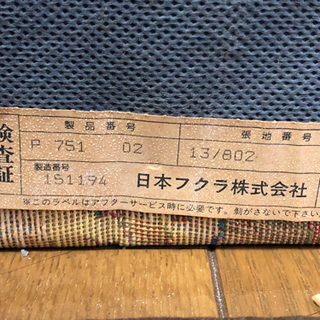 検査証
製品番号
張地番号
P 751 02
13/802
製造番号
151194
日本フクラ株式会社
※このラベルはアフターサービス時に必要です。剝がさないで下さい。